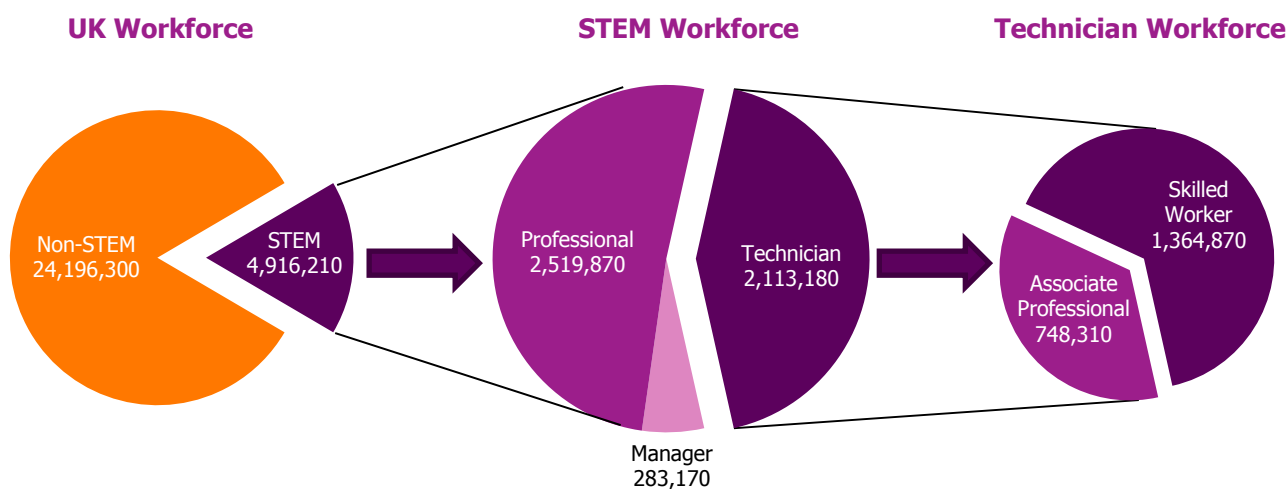 UK Workforce
STEM Workforce
Technician Workforce
Non-STEM
24,196,300
STEM
4,916,210
Professional
2,519,870
Manager
283,170
Technician
2,113,180
Skilled
Worker
1,364,870
Associate
Professional
748,310